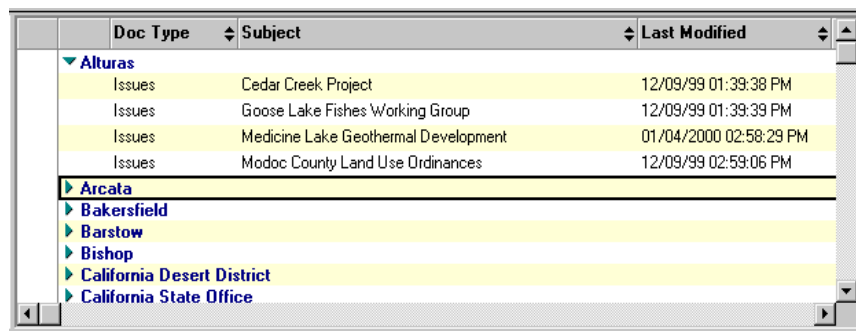 Doc Type Subject Last Modified
Alturas
Issues Cedar Creek Project 12/09/99 01:39:38 PM
Issues Goose Lake Fishes Working Group 12/09/99 01:39:39 PM
Issues Medicine Lake Geothermal Development 01/04/2000 02:58:29 PM
Issues Modoc County Land Use Ordinances 12/09/99 02:59:06 PM
Arcata
Bakersfield
Barstow
Bishop
California Desert District
California State Office